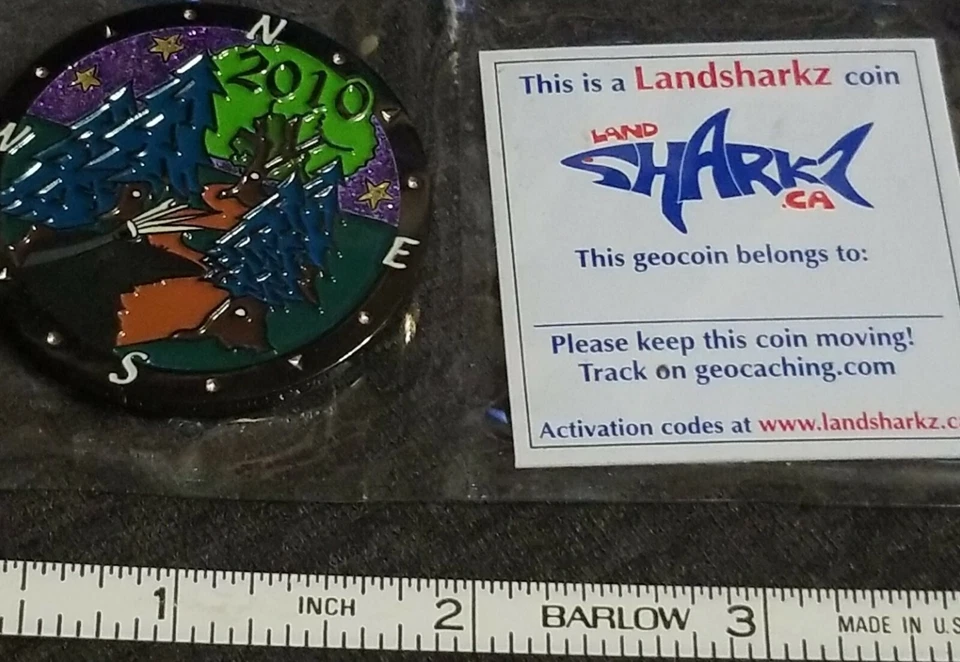 N
2010
E
S
This is a Landsharkz coin
LAND
SHARKZ
.CA
This geocoin belongs to:
Please keep this coin moving!
Track on geocaching.com
Activation codes at www.landsharkz.c
1 INCH 2 BARLOW 3 MADE IN U.S